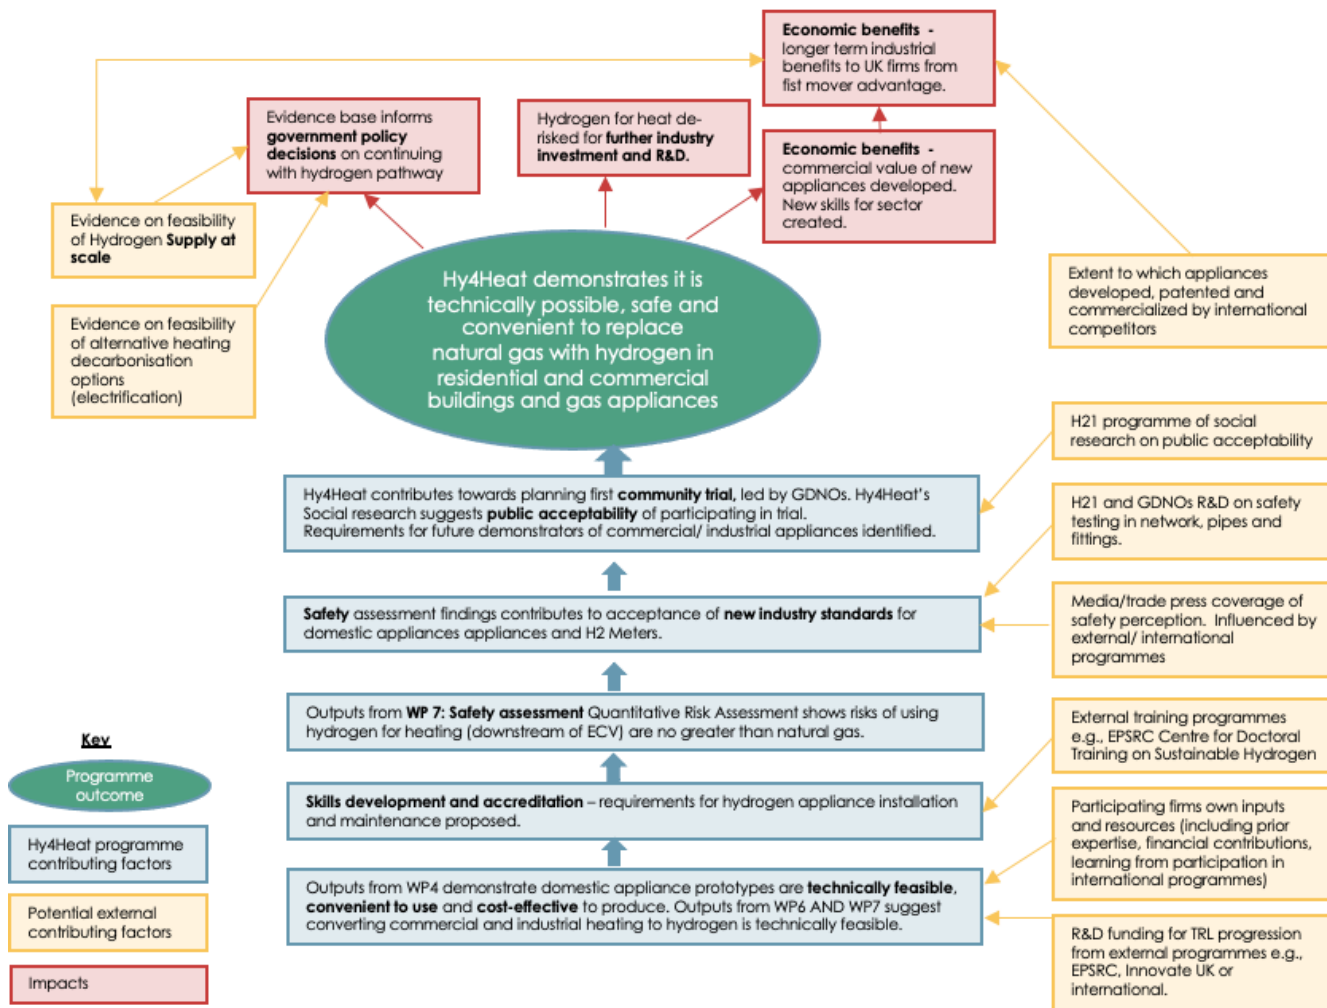 Economic benefits -
longer term industrial
benefits to UK firms from
fist mover advantage.
Evidence base informs
government policy
decisions on continuing
with hydrogen pathway
Hydrogen for heat de-
risked for further industry
investment and R&D.
Economic benefits -
commercial value of new
appliances developed.
New skills for sector
created.
Evidence on feasibility
of Hydrogen Supply at
scale
Evidence on feasibility
of alternative heating
decarbonisation
options
(electrification)
Hy4Heat demonstrates it is
technically possible, safe and
convenient to replace
natural gas with hydrogen in
residential and commercial
buildings and gas appliances
Extent to which appliances
developed, patented and
commercialized by international
competitors
H21 programme of social
research on public acceptability
Hy4Heat contributes towards planning first community trial, led by GDNOs. Hy4Heat's
Social research suggests public acceptability of participating in trial.
Requirements for future demonstrators of commercial/ industrial appliances identified.
H21 and GDNOs R&D on safety
testing in network, pipes and
fittings.
Safety assessment findings contributes to acceptance of new industry standards for
domestic appliances appliances and H2 Meters.
Media/trade press coverage of
safety perception. Influenced by
external/ international
programmes
Outputs from WP 7: Safety assessment Quantitative Risk Assessment shows risks of using
hydrogen for heating (downstream of ECV) are no greater than natural gas.
External training programmes
e.g., EPSRC Centre for Doctoral
Training on Sustainable Hydrogen
Skills development and accreditation – requirements for hydrogen appliance installation
and maintenance proposed.
Participating firms own inputs
and resources (including prior
expertise, financial contributions,
learning from participation in
international programmes)
Outputs from WP4 demonstrate domestic appliance prototypes are technically feasible,
convenient to use and cost-effective to produce. Outputs from WP6 AND WP7 suggest
converting commercial and industrial heating to hydrogen is technically feasible.
R&D funding for TRL progression
from external programmes e.g.,
EPSRC, Innovate UK or
international.
Key
Programme
outcome
Hy4Heat programme
contributing factors
Potential external
contributing factors
Impacts